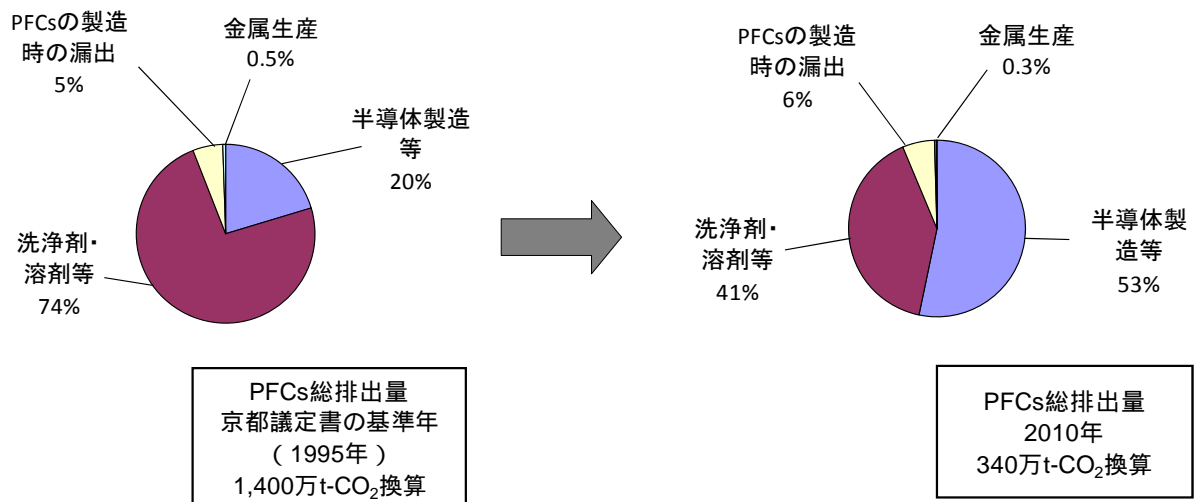 PFCsの製造
時の漏出
5%
金属生産
0.5%
半導体製造
等
20%
洗浄剤・
溶剤等
74%
PFCs総排出量
京都議定書の基準年
（1995年）
1,400万t-CO₂換算
PFCsの製造
時の漏出
6%
金属生産
0.3%
半導体製
造等
53%
洗浄剤・
溶剤等
41%
PFCs総排出量
2010年
340万t-CO₂換算